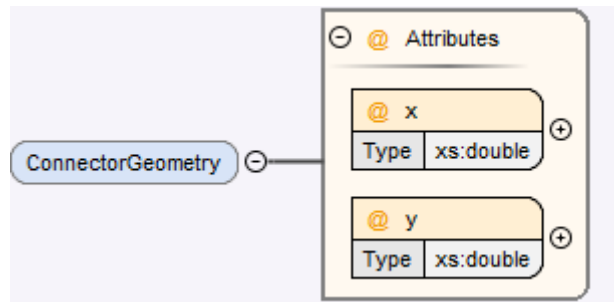 @ Attributes
@ x
Type xs:double
ConnectorGeometry
@ y
Type xs:double